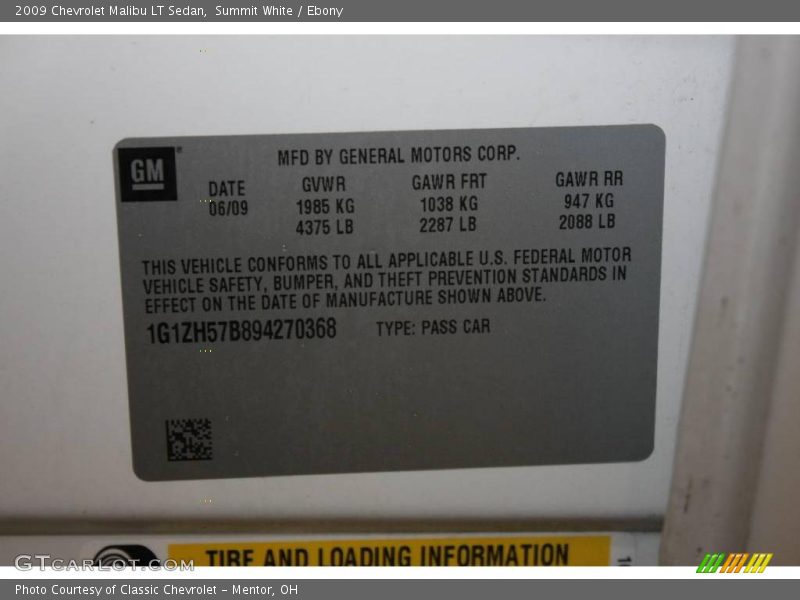 2009 Chevrolet Malibu LT Sedan, Summit White / Ebony
GM
MFD BY GENERAL MOTORS CORP.
DATE GVWR GAWR FRT GAWR RR
06/09 1985 KG 1038 KG 947 KG
4375 LB 2287 LB 2088 LB
THIS VEHICLE CONFORMS TO ALL APPLICABLE U.S. FEDERAL MOTOR
VEHICLE SAFETY, BUMPER, AND THEFT PREVENTION STANDARDS IN
EFFECT ON THE DATE OF MANUFACTURE SHOWN ABOVE.
1G1ZH57B894270368 TYPE: PASS CAR
TIRE AND LOADING INFORMATION
GTCARLOT.COM
Photo Courtesy of Classic Chevrolet - Mentor, OH